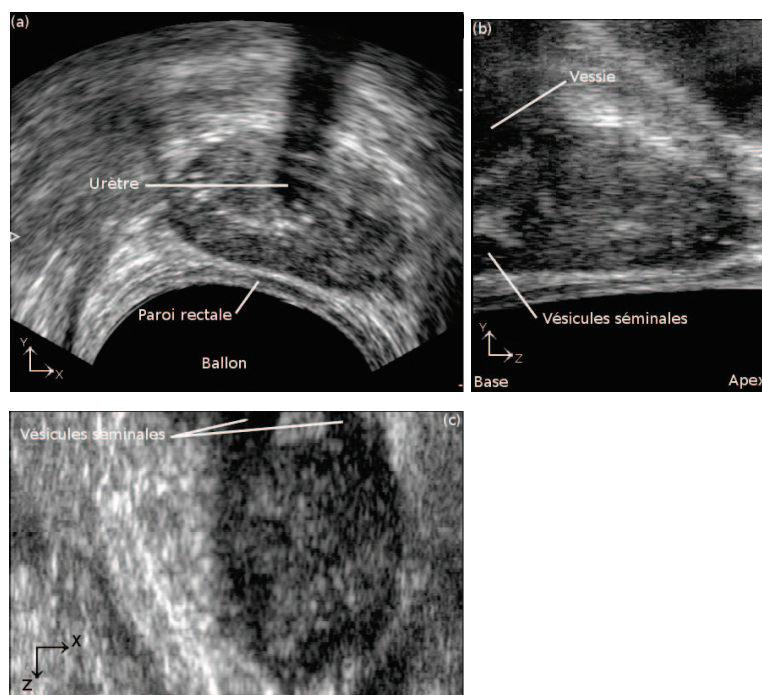 (a)
Urètre
Paroi rectale
Ballon
Y
X
(b)
Vessie
Vésicules séminales
Y
Z
Base
Apex
Vésicules séminales
(c)
X
Z